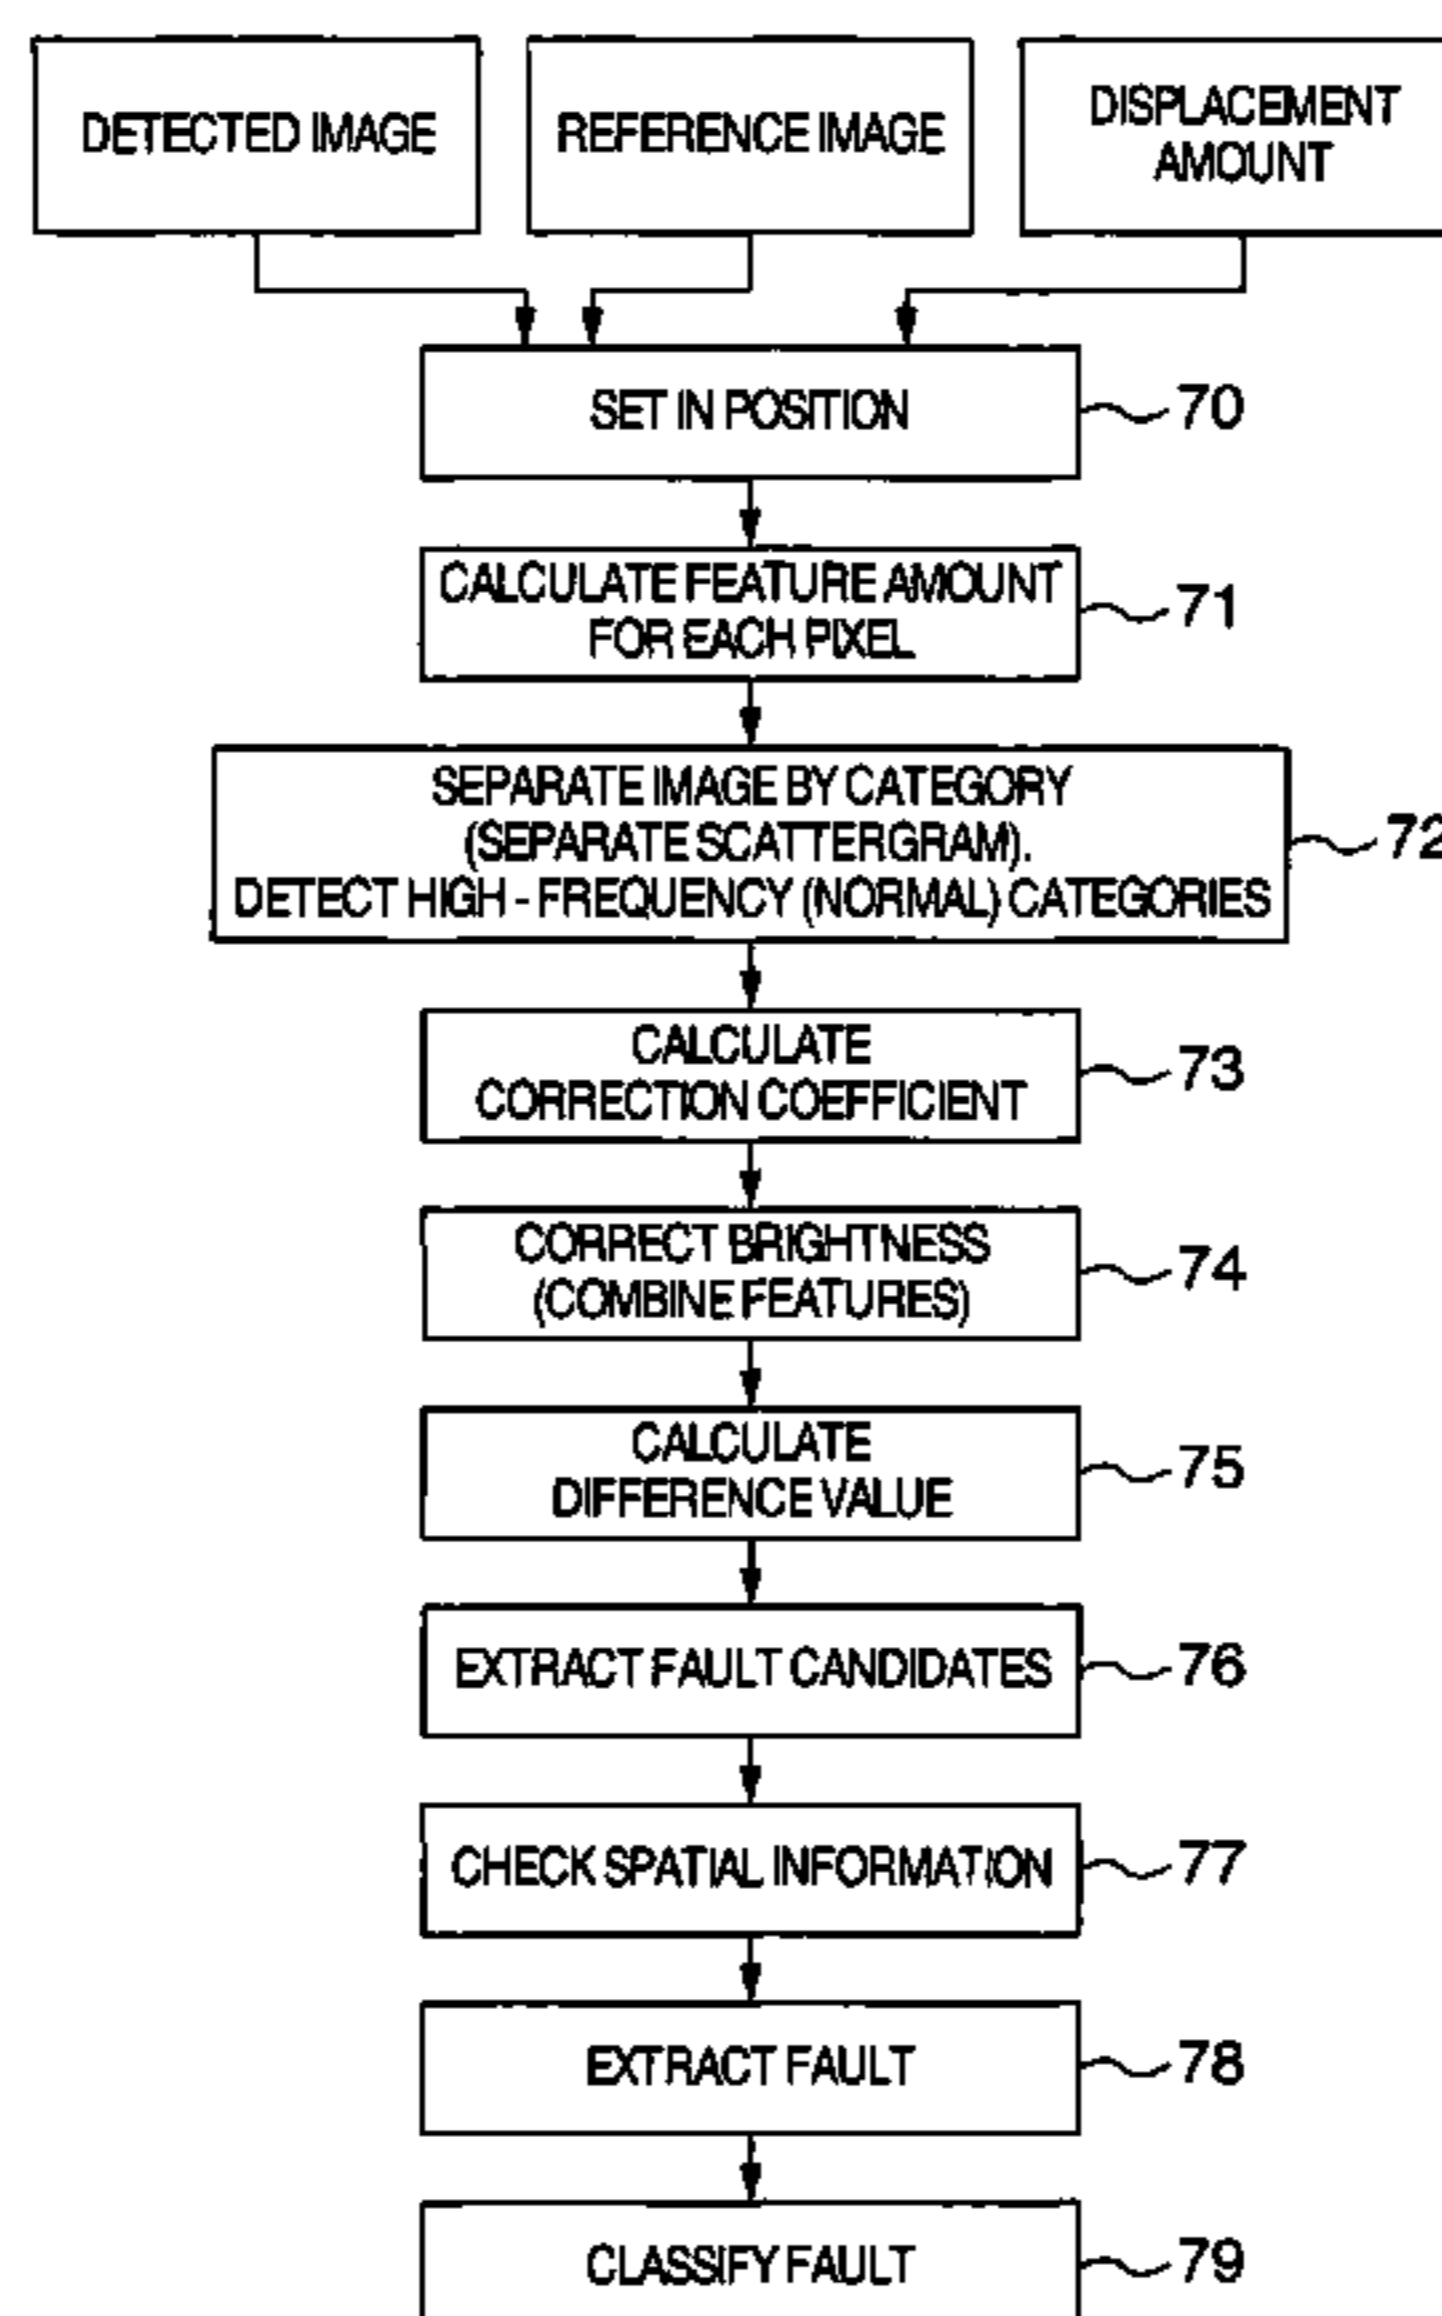 DETECTED IMAGE
REFERENCE IMAGE
DISPLACEMENT
AMOUNT
SET IN POSITION
70
CALCULATE FEATURE AMOUNT
FOR EACH PIXEL
71
SEPARATE IMAGE BY CATEGORY
(SEPARATE SCATTERGRAM).
DETECT HIGH - FREQUENCY (NORMAL) CATEGORIES
72
CALCULATE
CORRECTION COEFFICIENT
73
CORRECT BRIGHTNESS
(COMBINE FEATURES)
74
CALCULATE
DIFFERENCE VALUE
75
EXTRACT FAULT CANDIDATES
76
CHECK SPATIAL INFORMATION
77
EXTRACT FAULT
78
CLASSIFY FAULT
79